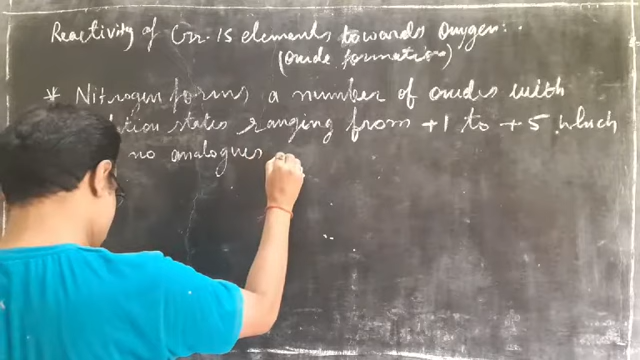 Reactivity of Grr. 15 elements towards Oxygen:-
(Oxide formation)
* Nitrogen forms a number of oxides with
states ranging from +1 to +5 which
no analogues